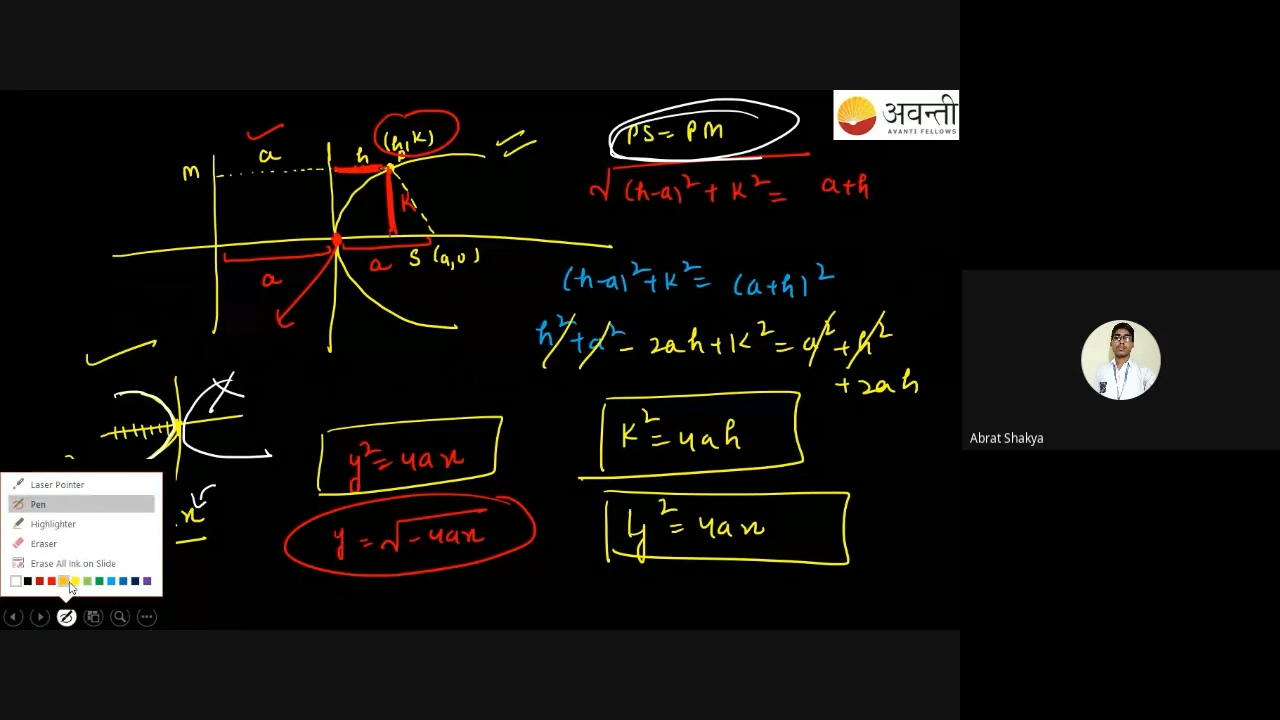 अवन्ती
AVANTI FELLOWS
a
h
(h, K)
P
M
K
a
a
S (a,0)
PS = PM
√(h-a)² + K² = a+h
(h-a)² + K² = (a+h)²
h² + a² - 2ah + K² = a² + h²
+ 2ah
K² = 4ah
y² = 4ax
y² = 4ax
y = √-4ax
x
Laser Pointer
Pen
Highlighter
Eraser
Erase All Ink on Slide
Abrat Shakya